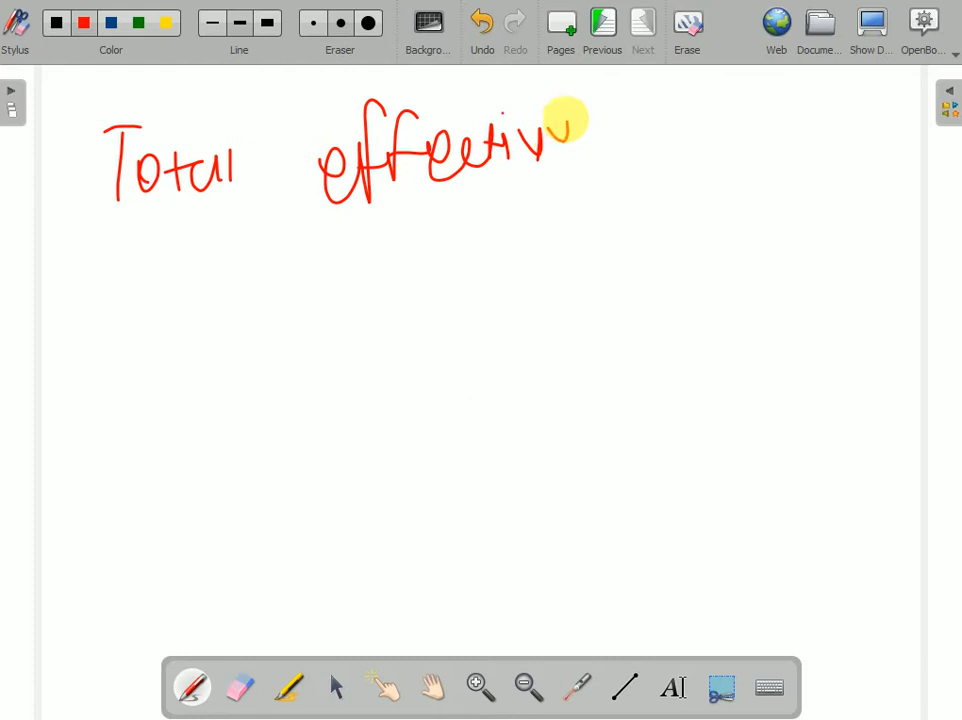 Stylus
Color
Line
Eraser
Backgro...
Undo
Redo
Pages
Previous
Next
Erase
Web
Docume...
Show D...
OpenBo...
Total effectiv